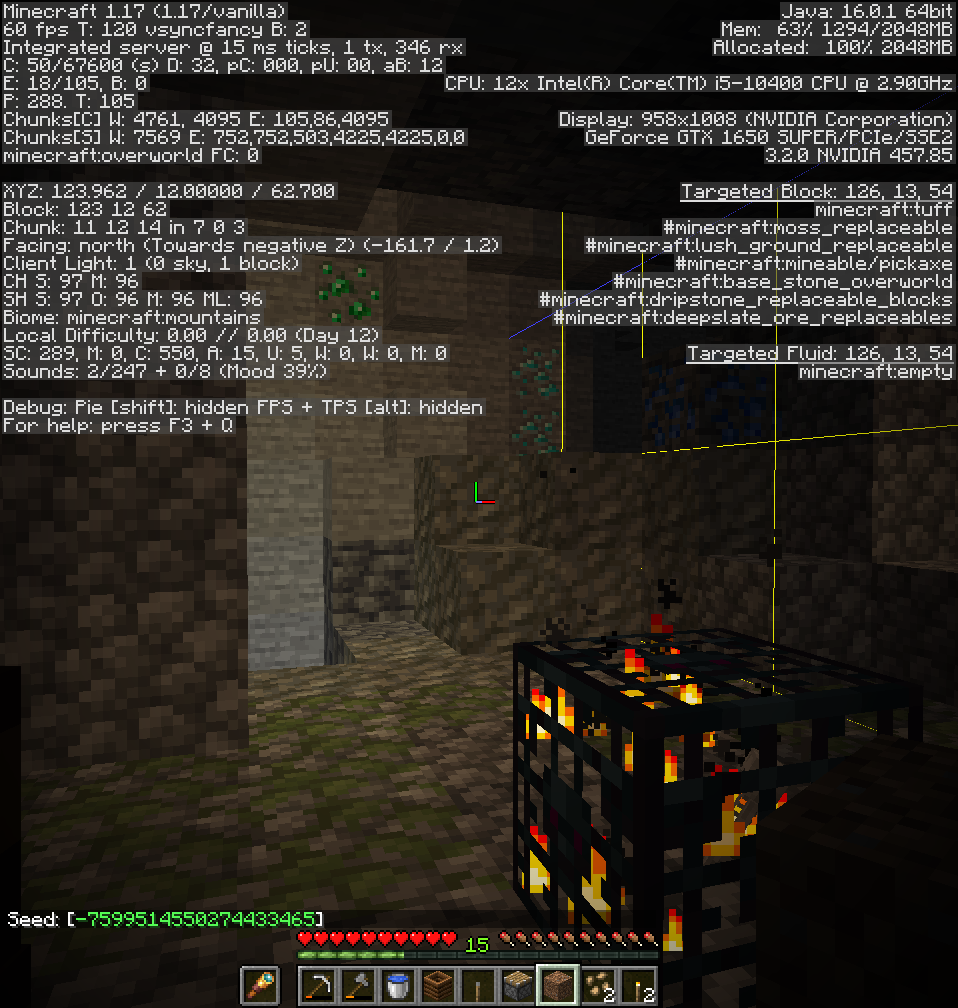 Minecraft 1.17 (1.17/vanilla)
60 fps T: 120 vsyncfancy B: 2
Integrated server @ 15 ms ticks, 1 tx, 346 rx
C: 50/67600 (s) D: 32, pC: 000, pU: 00, aB: 12
E: 18/105, B: 0
P: 288. T: 105
Chunks[C] W: 4761, 4095 E: 105,86,4095
Chunks[S] W: 7569 E: 752,752,503,4225,4225,0,0
minecraft:overworld FC: 0
XYZ: 123.962 / 12.00000 / 62.700
Block: 123 12 62
Chunk: 11 12 14 in 7 0 3
Facing: north (Towards negative Z) (-161.7 / 1.2)
Client Light: 1 (0 sky, 1 block)
CH S: 97 M: 96
SH S: 97 O: 96 M: 96 ML: 96
Biome: minecraft:mountains
Local Difficulty: 0.00 // 0.00 (Day 12)
SC: 289, M: 0, C: 550, A: 15, U: 5, W: 0, W: 0, M: 0
Sounds: 2/247 + 0/8 (Mood 39%)
Debug: Pie [shift]: hidden FPS + TPS [alt]: hidden
For help: press F3 + Q
Java: 16.0.1 64bit
Mem: 63% 1294/2048MB
Allocated: 100% 2048MB
CPU: 12x Intel(R) Core(TM) i5-10400 CPU @ 2.90GHz
Display: 958x1008 (NVIDIA Corporation)
GeForce GTX 1650 SUPER/PCIe/SSE2
3.2.0 NVIDIA 457.85
Targeted Block: 126, 13, 54
minecraft:tuff
#minecraft:moss_replaceable
#minecraft:lush_ground_replaceable
#minecraft:mineable/pickaxe
#minecraft:base_stone_overworld
#minecraft:dripstone_replaceable_blocks
#minecraft:deepslate_ore_replaceables
Targeted Fluid: 126, 13, 54
minecraft:empty
Seed: [-7599514550274433465]
15
2
2